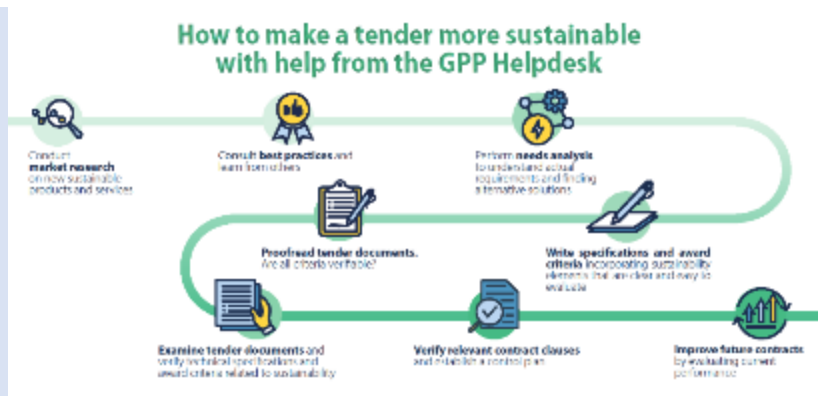 How to make a tender more sustainable
with help from the GPP Helpdesk
Conduct
market research
on new sustainable
products and services
Consult best practices and
learn from others
Perform needs analysis
to understand actual
requirements and finding
alternative solutions
Write specifications and award
criteria incorporating sustainability
elements that are clear and easy to
evaluate
Proofread tender documents.
Are all criteria verifiable?
Examine tender documents and
verify technical specifications and
award criteria related to sustainability
Verify relevant contract clauses
and establish a control plan
Improve future contracts
by evaluating current
performance